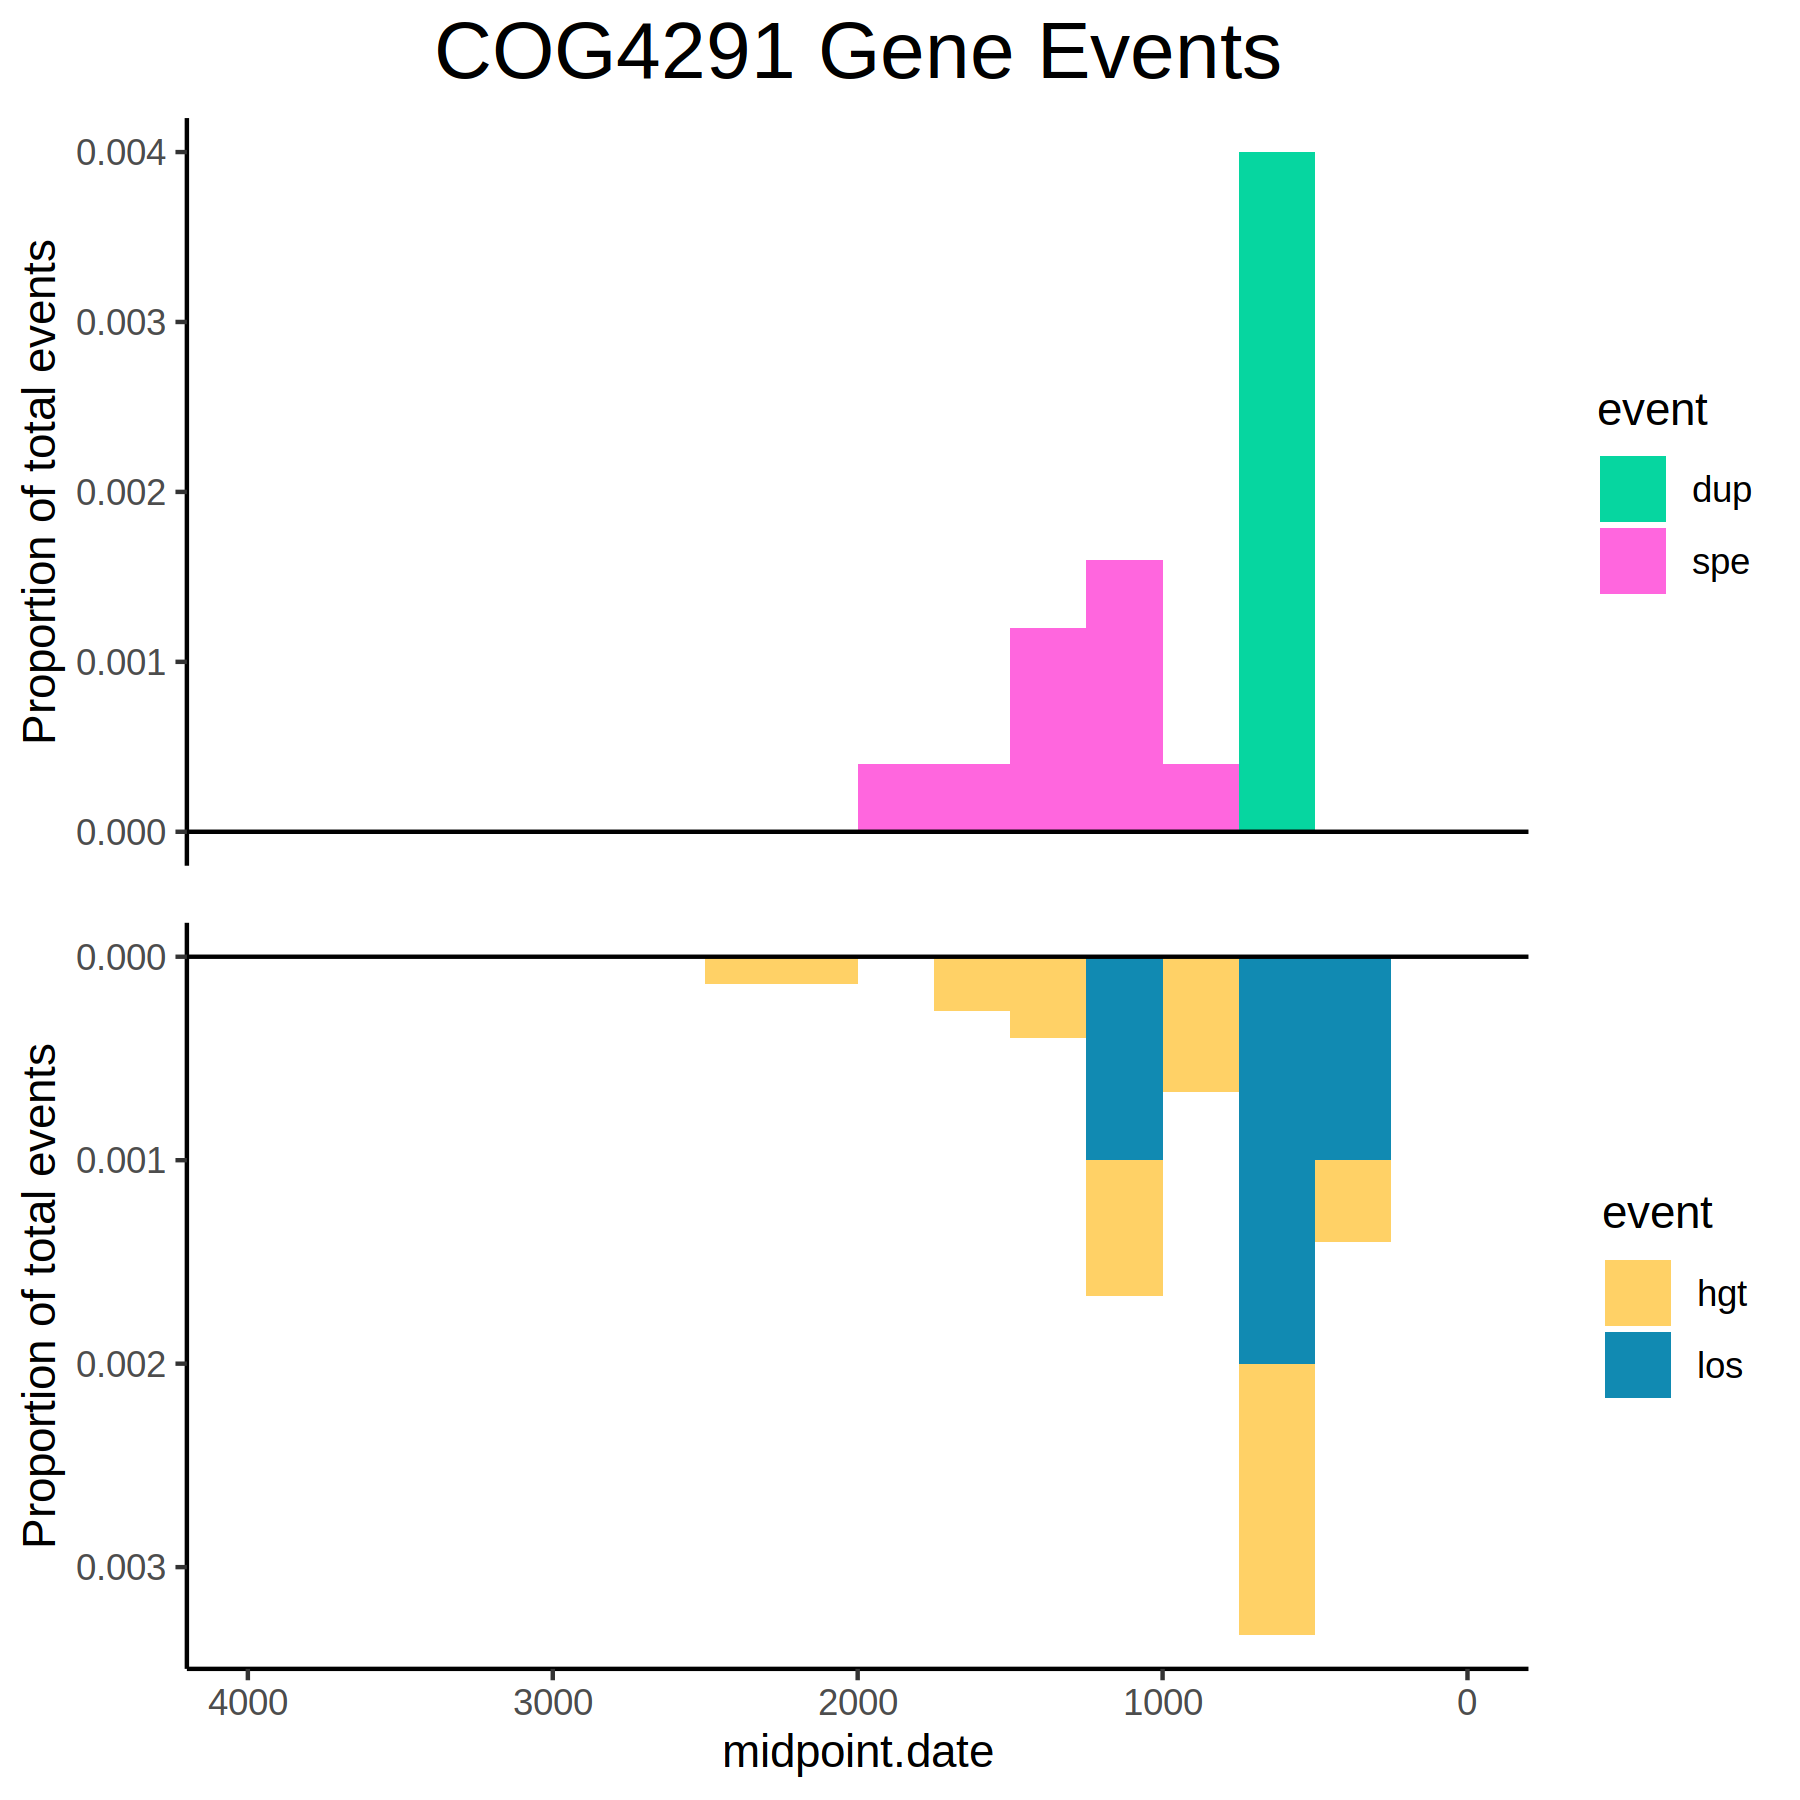 COG4291 Gene Events
Proportion of total events
0.004
0.003
0.002
0.001
0.000
event
dup
spe
Proportion of total events
0.000
0.001
0.002
0.003
event
hgt
los
4000 3000 2000 1000 0
midpoint.date